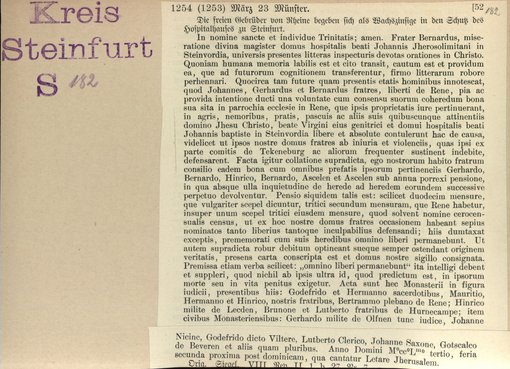 Kreis
Steinfurt
S 182
1254 (1253) März 23 Münster. [52
182.
Die freien Gebrüder von Rheine begeben sich als Wachszinsige in den Schutz des
Hospitalhauses zu Steinfurt.
In nomine sancte et individue Trinitatis; amen. Frater Bernardus, mise-
ratione divina magister domus hospitalis beati Johannis Jherosolimitani in
Steinvordia, universis presentes litteras inspecturis devotas orationes in Christo.
Quoniam humana memoria labilis est et cito transit, cautum est et providum
ea, que ad futurorum cognitionem transferentur, firmo litterarum robore
perhennari. Quocirca tam future quam presentis etatis hominibus innotescat,
quod Johannes, Gerhardus et Bernardus fratres, liberti de Rene, pia ac
provida intentione ducti una voluntate cum consensu suorum coheredum bona
sua sita in parrochia ecclesie in Rene, que ipsis proprietatis iure pertinuerant,
in agris, nemoribus, pratis, pascuis ac aliis suis quibuscunque attinentiis
domino Jhesu Christo, beate Virgini eius genitrici et domui hospitalis beati
Johannis baptiste in Steinvordia libere et absolute contulerunt hac de causa,
videlicet ut ipsos nostre domus fratres ab iniuria et violenciis, quas ipsi ex
parte comitis de Tekeneburg ac aliorum frequenter sustinent indebite,
defensarent. Facta igitur collatione supradicta, ego nostrorum habito fratrum
consilio eadem bona cum omnibus prefatis ipsorum pertinenciis Gerhardo,
Bernardo, Hinrico, Bernardo, Ascelen et Ascelen sub annua porrexi pensione,
in qua absque ulla inquietudine de herede ad heredem eorundem successive
perpetuo devolventur. Pensio siquidem talis est: scilicet duodecim mensure,
que vulgariter scepel dicuntur, tritici secundum mensuram, que Rene habetur,
insuper unum scepel tritici eiusdem mensure, quod solvent nomine cerocen-
sualis census, ut ex hoc nostre domus fratres occasionem habeant sepius
nominatos tanto liberius tantoque inculpabilius defensandi; hiis dumtaxat
exceptis, prememorati cum suis heredibus omnino liberi permanebunt. Ut
autem supradicta robur debitum optineant sueque semper ostendant originem
veritatis, presens carta conscripta est et domus nostre sigillo consignata.
Premissa etiam verba scilicet: „omnino liberi permanebunt“ ita intelligi debent
et suppleri, quod nichil ab ipsis ultra id, quod predictum est, in ipsorum
morte seu in vita penitus exigetur. Acta sunt hec Monasterii in figura
iudicii, presentibus hiis: Godefrido et Hermanno sacerdotibus, Mauritio,
Hermanno et Hinrico, nostris fratribus, Bertrammo plebano de Rene; Hinrico
milite de Lecden, Brunone et Lutberto fratribus de Hurnecampe; item
civibus Monasteriensibus: Gerhardo milite de Olfnen tunc iudice, Johanne
Nicine, Godefrido dicto Viltere, Lutberto Clerico, Johanne Saxone, Gotscalco
de Beveren et aliis quam pluribus. Anno Domini MºccºLmo tertio, feria
secunda proxima post dominicam, qua cantatur Letare Jherusalem.